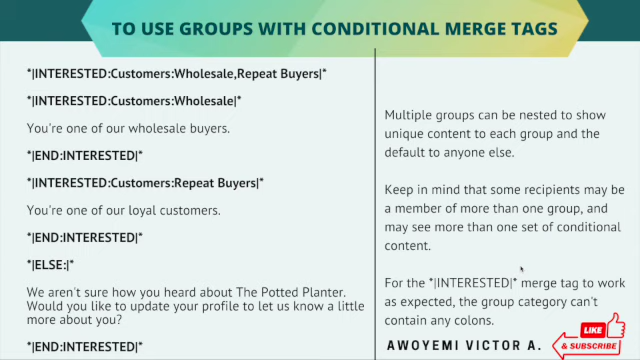 TO USE GROUPS WITH CONDITIONAL MERGE TAGS
*|INTERESTED:Customers:Wholesale,Repeat Buyers|*
*|INTERESTED:Customers:Wholesale|*
You're one of our wholesale buyers.
*|END:INTERESTED|*
*|INTERESTED:Customers:Repeat Buyers|*
You're one of our loyal customers.
*|END:INTERESTED|*
*|ELSE:|*
We aren't sure how you heard about The Potted Planter.
Would you like to update your profile to let us know a little
more about you?
*|END:INTERESTED|*
Multiple groups can be nested to show
unique content to each group and the
default to anyone else.
Keep in mind that some recipients may be
a member of more than one group, and
may see more than one set of conditional
content.
For the *|INTERESTED|* merge tag to work
as expected, the group category can't
contain any colons.
AWOYEMI VICTOR A.
LIKE
& SUBSCRIBE